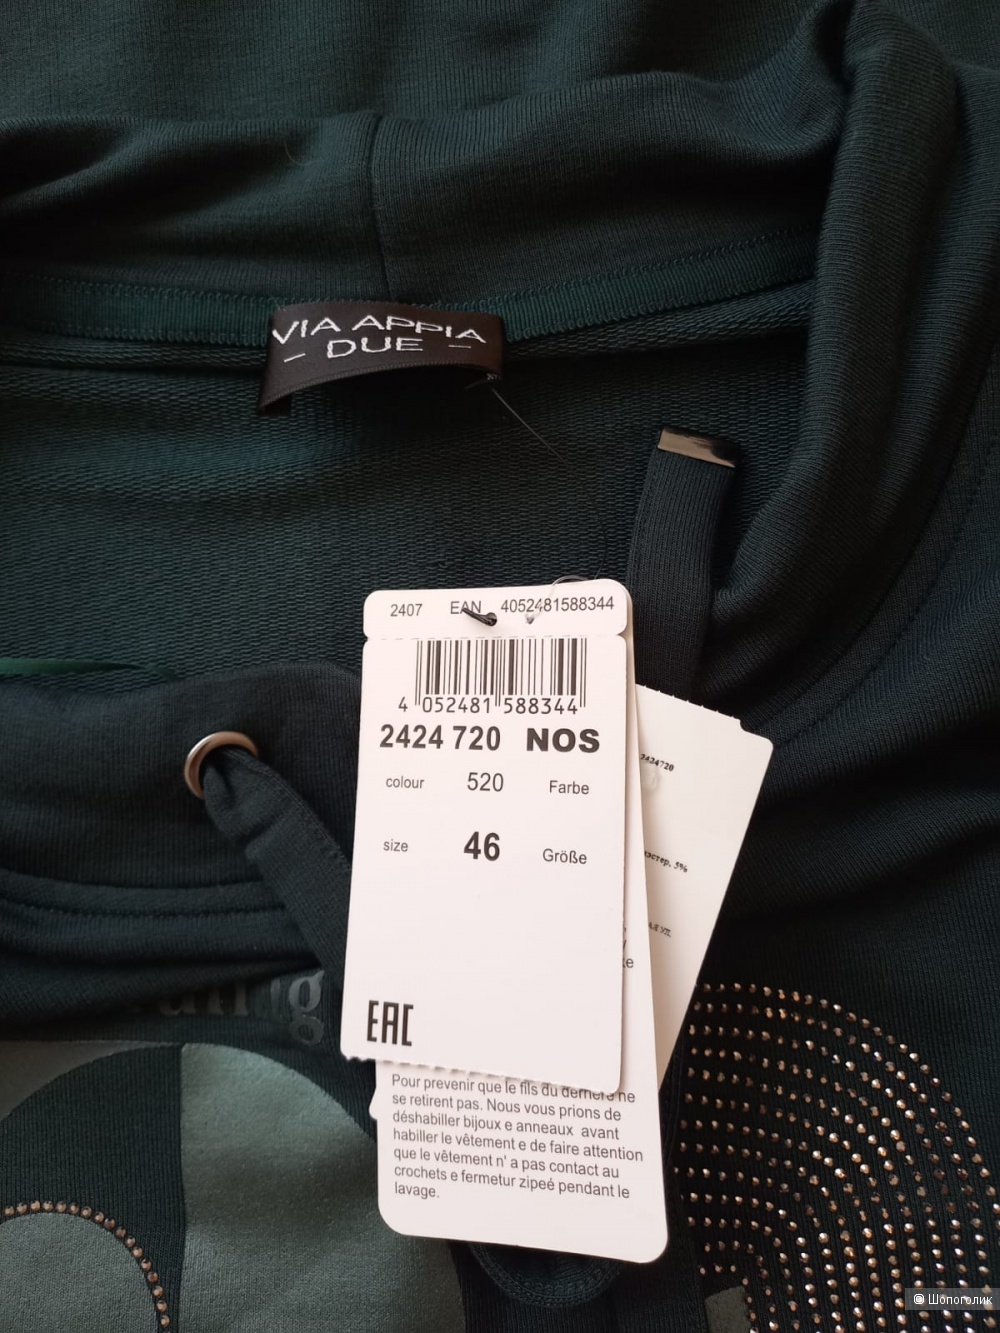 VIA APPIA
– DUE –
2407 EAN 4052481588344
4 052481 588344
2424 720 NOS
colour 520 Farbe
size 46 Größe
EAC
2424720
5%
Pour prevenir que le fils du derriere ne
se retirent pas. Nous vous prions de
déshabiller bijoux e anneaux avant
habiller le vêtement e de faire attention
que le vêtement n' a pas contact au
crochets e fermetur zipeé pendant le
lavage.
Шопоголик